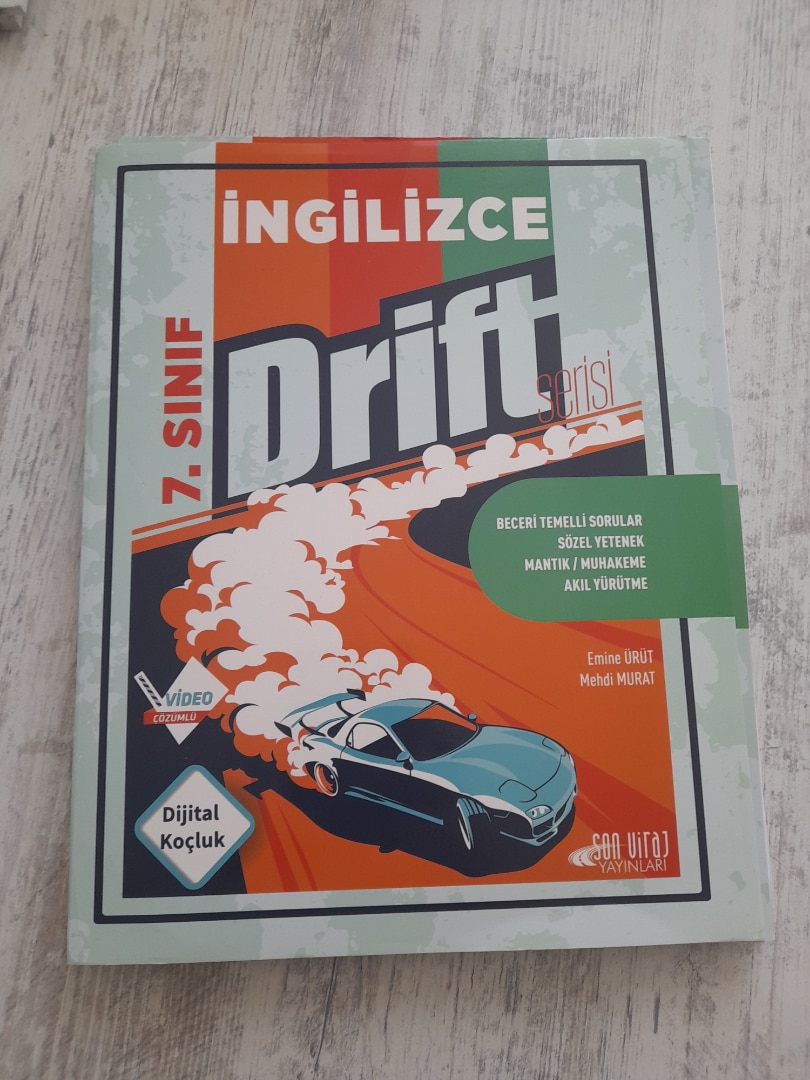 İNGİLİZCE
7. SINIF
Drift
serisi
BECERİ TEMELLİ SORULAR
SÖZEL YETENEK
MANTIK / MUHAKEME
AKIL YÜRÜTME
Emine ÜRÜT
Mehdi MURAT
VİDEO
ÇÖZÜMLÜ
Dijital
Koçluk
son viraj
YAYINLARI